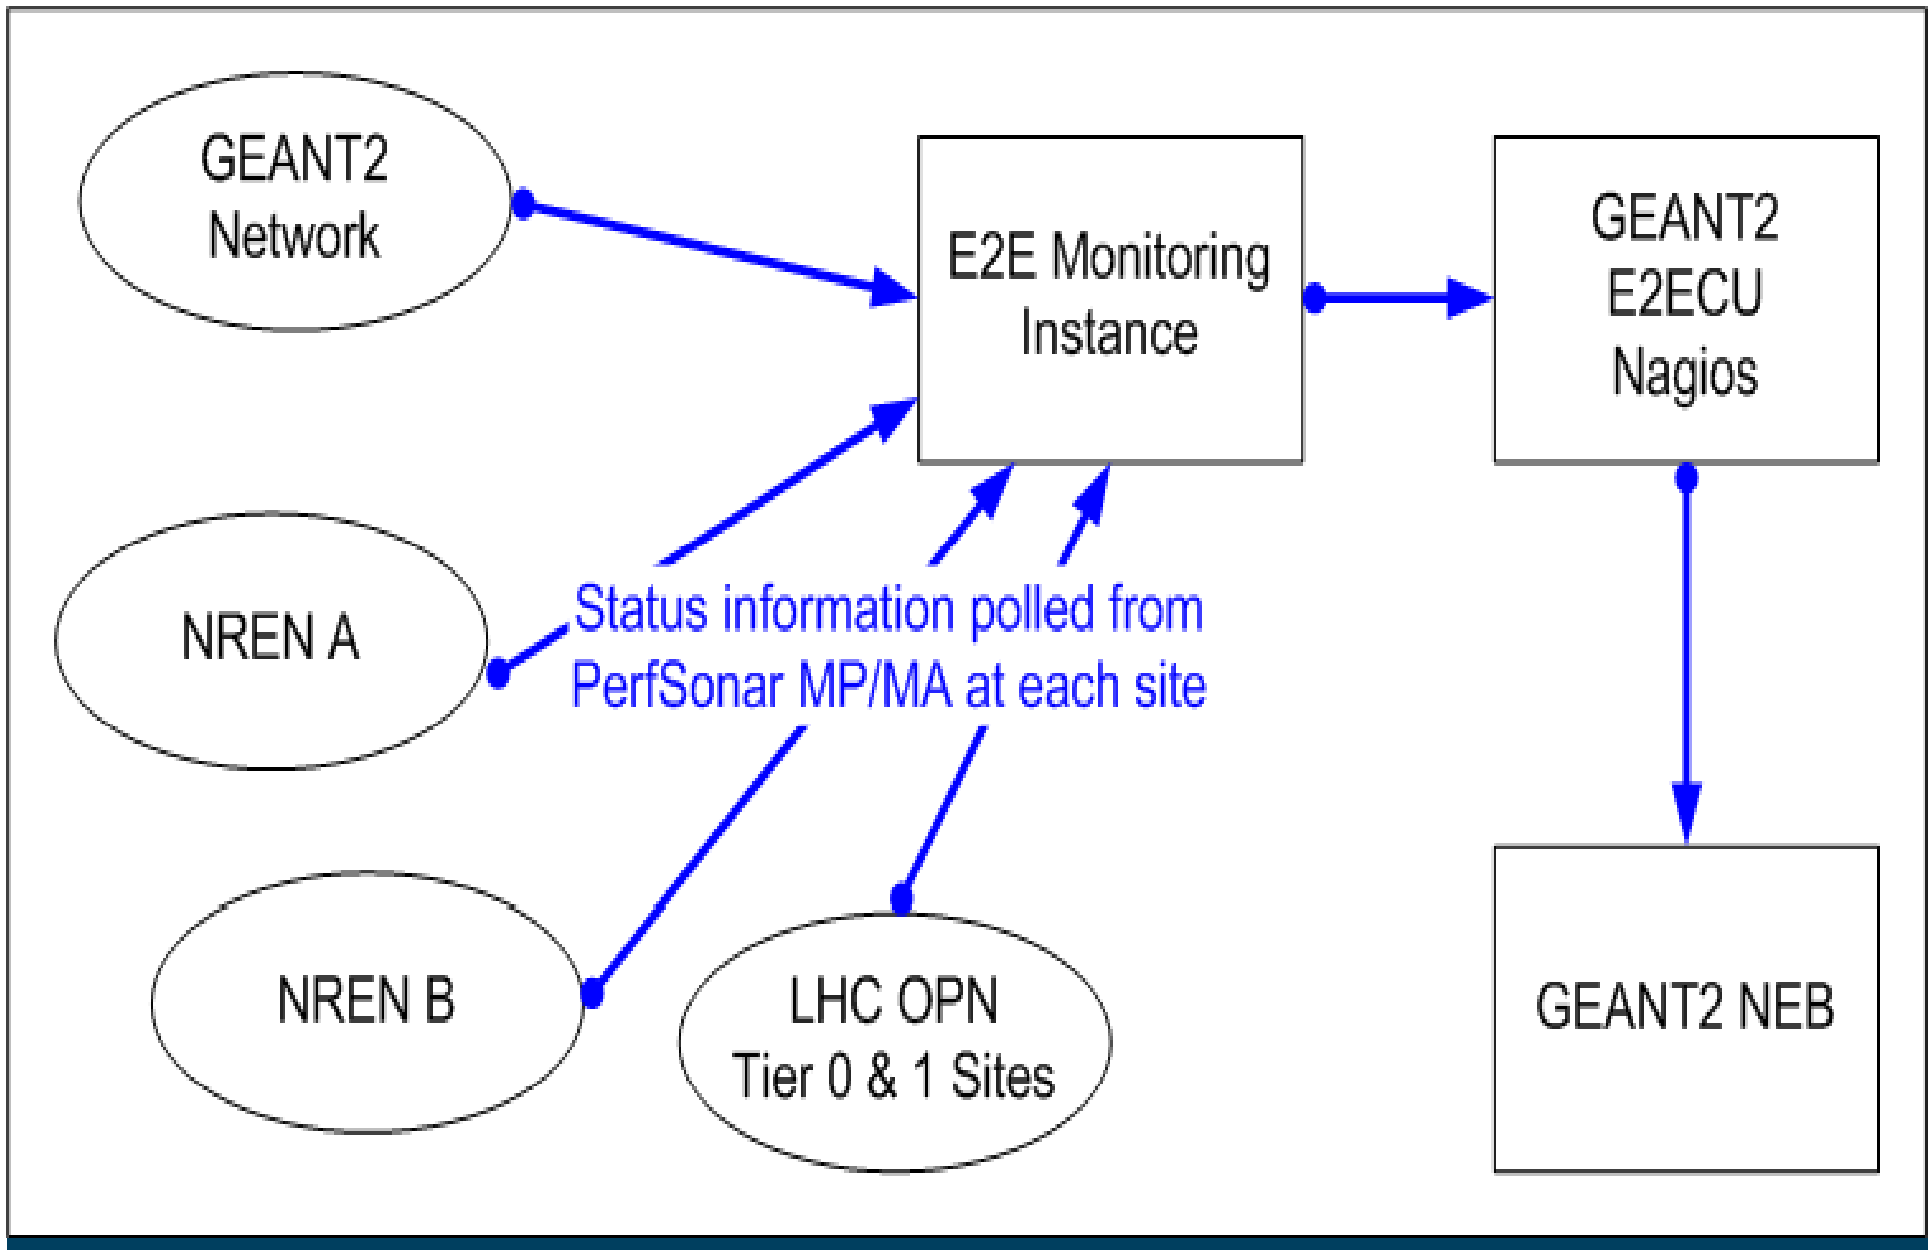 GEANT2
Network
E2E Monitoring
Instance
GEANT2
E2ECU
Nagios
NREN A
Status information polled from
PerfSonar MP/MA at each site
NREN B
LHC OPN
Tier 0 & 1 Sites
GEANT2 NEB